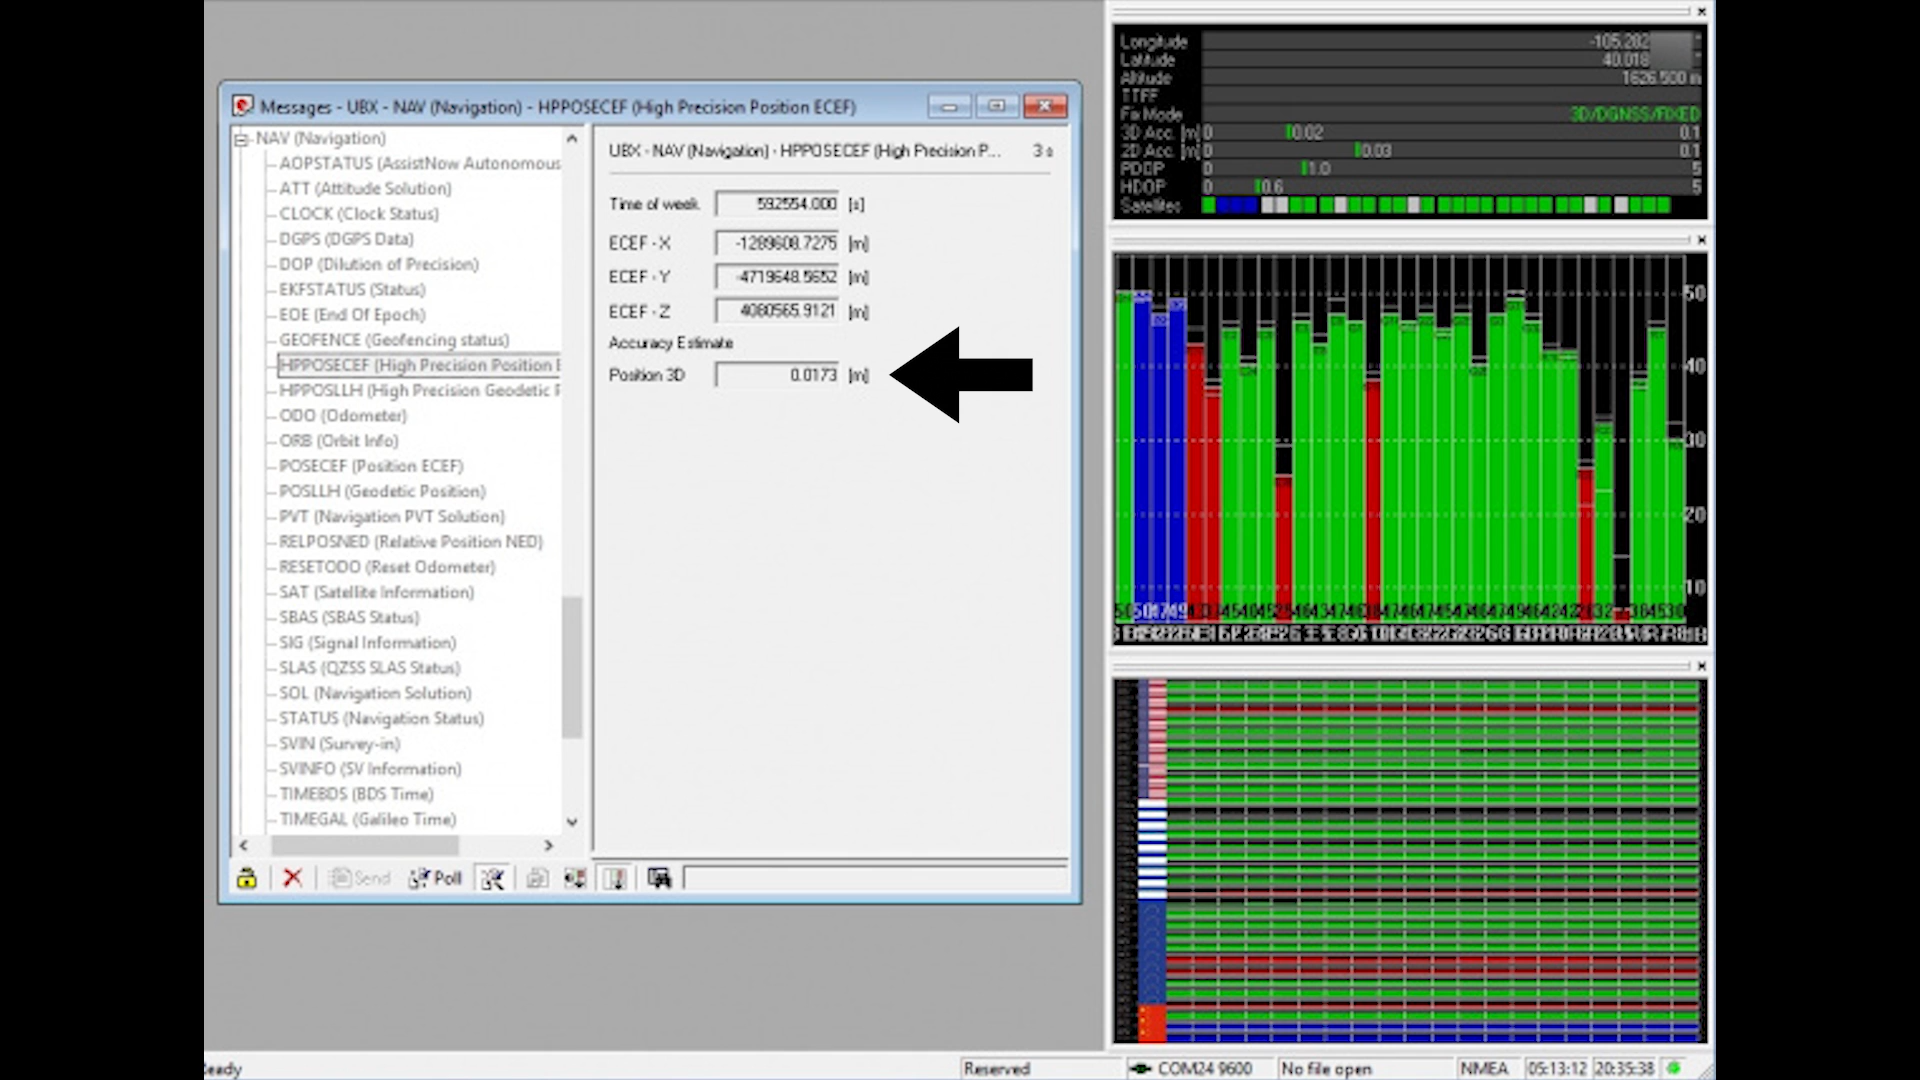 Messages - UBX - NAV (Navigation) - HPPOSECEF (High Precision Position ECEF)
NAV (Navigation)
AOPSTATUS (AssistNow Autonomous
ATT (Attitude Solution)
CLOCK (Clock Status)
DGPS (DGPS Data)
DOP (Dilution of Precision)
EKFSTATUS (Status)
EOE (End Of Epoch)
GEOFENCE (Geofencing status)
HPPOSECEF (High Precision Position E
HPPOSLLH (High Precision Geodetic P
ODO (Odometer)
ORB (Orbit Info)
POSECEF (Position ECEF)
POSLLH (Geodetic Position)
PVT (Navigation PVT Solution)
RELPOSNED (Relative Position NED)
RESETODO (Reset Odometer)
SAT (Satellite Information)
SBAS (SBAS Status)
SIG (Signal Information)
SLAS (QZSS SLAS Status)
SOL (Navigation Solution)
STATUS (Navigation Status)
SVIN (Survey-in)
SVINFO (SV Information)
TIMEBDS (BDS Time)
TIMEGAL (Galileo Time)
UBX - NAV (Navigation) - HPPOSECEF (High Precision P... 3 s
Time of week 592554.000 [s]
ECEF - X -1289608.7275 [m]
ECEF - Y -4719648.5652 [m]
ECEF - Z 4080565.9121 [m]
Accuracy Estimate
Position 3D 0.0173 [m]
Send Poll
Longitude -105.282 °
Latitude 40.018 °
Altitude 1626.500 m
TTFF
Fix Mode 3D/DGNSS/FIXED
3D Acc. [m] 0 0.02 0.1
2D Acc. [m] 0 0.03 0.1
PDOP 0 1.0 5
HDOP 0 0.6 5
Satellites
50
40
30
20
10
Ready Reserved COM24 9600 No file open NMEA 05:13:12 20:35:38